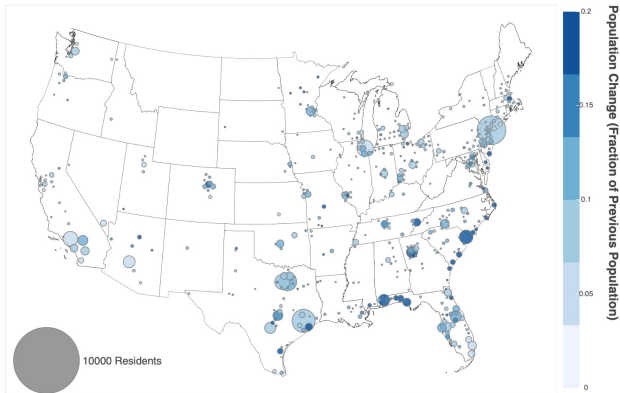 10000 Residents
0.2
0.15
0.1
0.05
0
Population Change (Fraction of Previous Population)